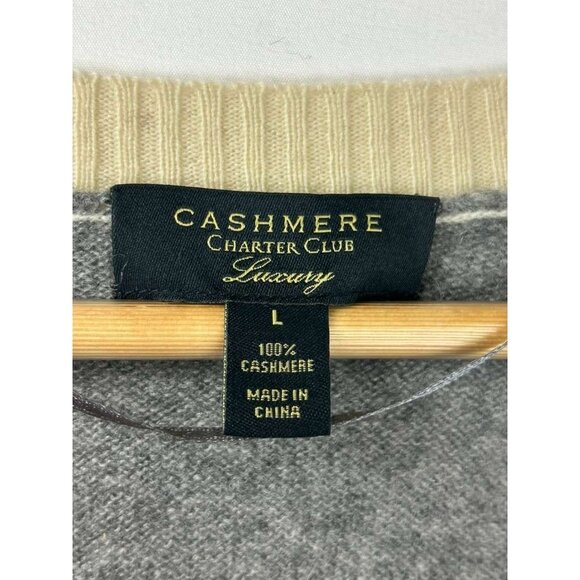 CASHMERE
CHARTER CLUB
Luxury
L
100%
CASHMERE
MADE IN
CHINA